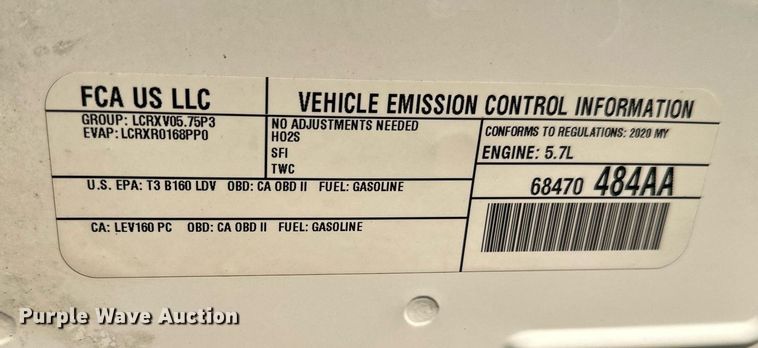 FCA US LLC
VEHICLE EMISSION CONTROL INFORMATION
GROUP: LCRXV05.75P3
EVAP: LCRXR0168PP0
NO ADJUSTMENTS NEEDED
HO2S
SFI
TWC
CONFORMS TO REGULATIONS: 2020 MY
ENGINE: 5.7L
68470 484AA
U.S. EPA: T3 B160 LDV OBD: CA OBD II FUEL: GASOLINE
CA: LEV160 PC OBD: CA OBD II FUEL: GASOLINE
Purple Wave Auction